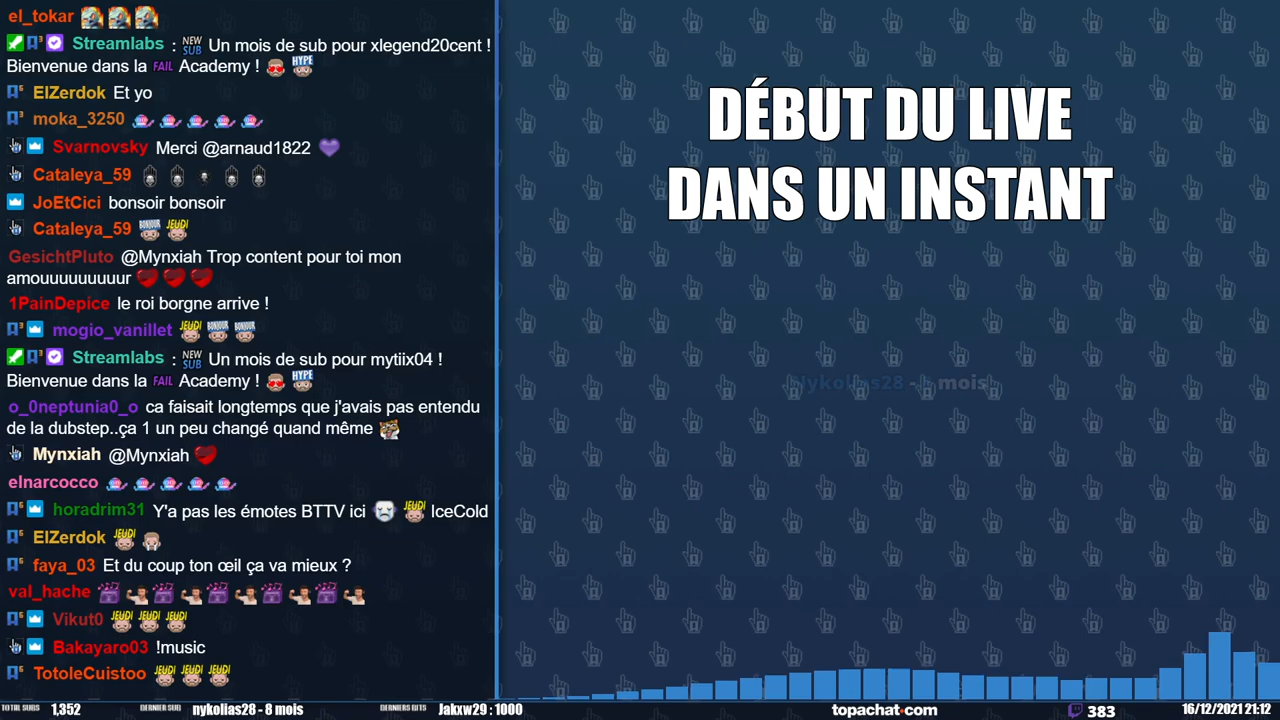 el_tokar
Streamlabs : NEW SUB Un mois de sub pour xlegend20cent !
Bienvenue dans la FAIL Academy ! HYPE
ElZerdok Et yo
moka_3250
Svarnovsky Merci @arnaud1822
Cataleya_59
JoEtCici bonsoir bonsoir
Cataleya_59 BONJOUR JEUDI
GesichtPluto @Mynxiah Trop content pour toi mon
amouuuuuuuuur
1PainDepice le roi borgne arrive !
mogio_vanillet JEUDI BONJOUR BONJOUR
Streamlabs : NEW SUB Un mois de sub pour mytiix04 !
Bienvenue dans la FAIL Academy ! HYPE
o_0neptunia0_o ca faisait longtemps que j'avais pas entendu
de la dubstep..ça 1 un peu changé quand même
Mynxiah @Mynxiah
elnarcocco
horadrim31 Y'a pas les émotes BTTV ici JEUDI IceCold
ElZerdok JEUDI
faya_03 Et du coup ton œil ça va mieux ?
val_hache
Vikut0 JEUDI JEUDI JEUDI
Bakayaro03 !music
TotoleCuistoo JEUDI JEUDI JEUDI
DÉBUT DU LIVE
DANS UN INSTANT
Nykolias28 - 8 mois
TOTAL SUBS 1,352 DERNIER SUB nykolias28 - 8 mois DERNIERS BITS Jakxw29 : 1000 topachat.com 383 16/12/2021 21:12